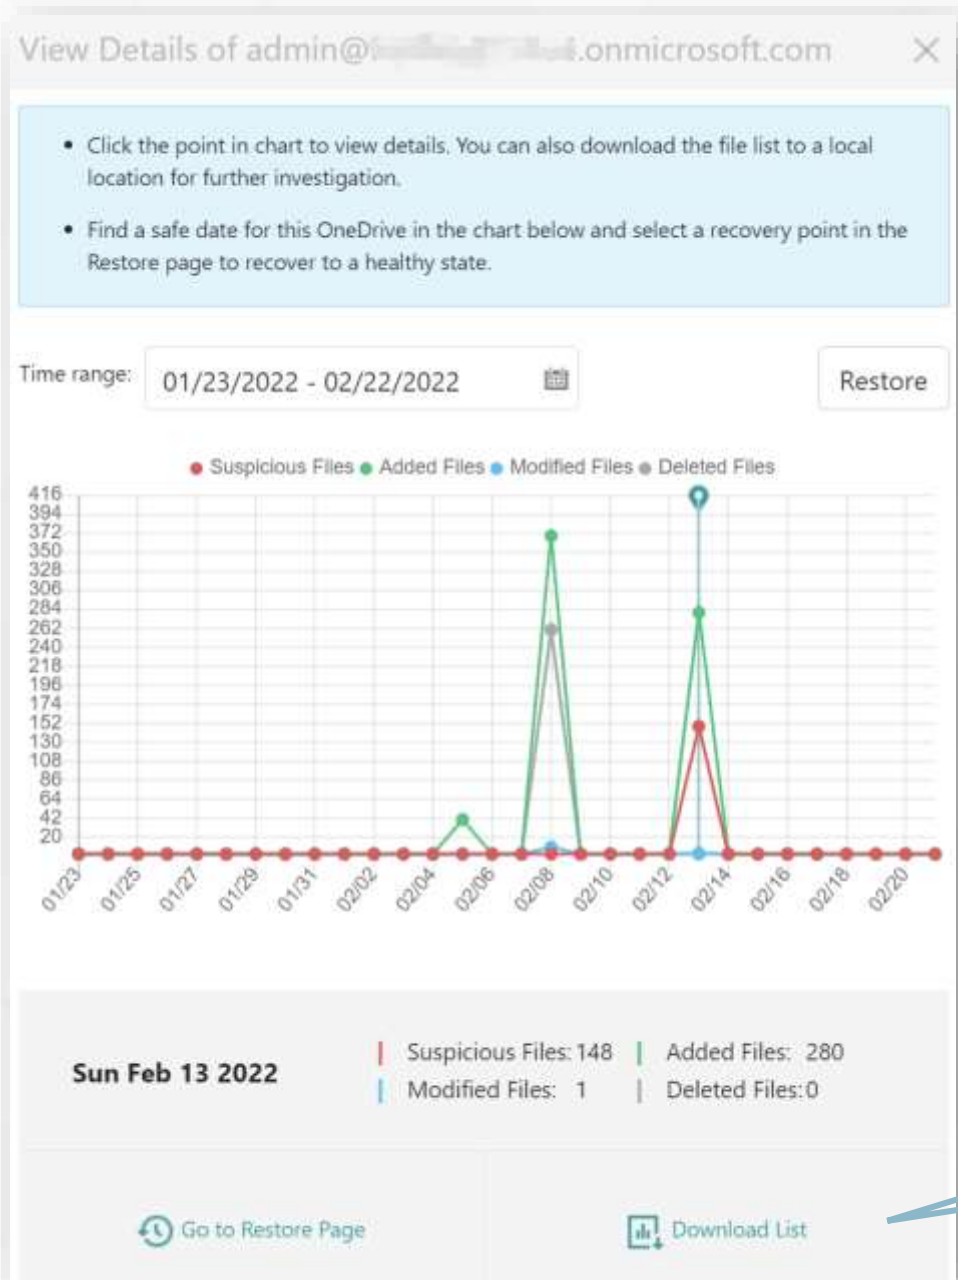 View Details of admin@ .onmicrosoft.com
• Click the point in chart to view details. You can also download the file list to a local
location for further investigation.
• Find a safe date for this OneDrive in the chart below and select a recovery point in the
Restore page to recover to a healthy state.
Time range: 01/23/2022 - 02/22/2022 Restore
Suspicious Files Added Files Modified Files Deleted Files
416
394
372
350
328
306
284
262
240
218
196
174
152
130
108
86
64
42
20
01/23 01/25 01/27 01/29 01/31 02/02 02/04 02/06 02/08 02/10 02/12 02/14 02/16 02/18 02/20
Sun Feb 13 2022
Suspicious Files: 148 Added Files: 280
Modified Files: 1 Deleted Files: 0
Go to Restore Page Download List